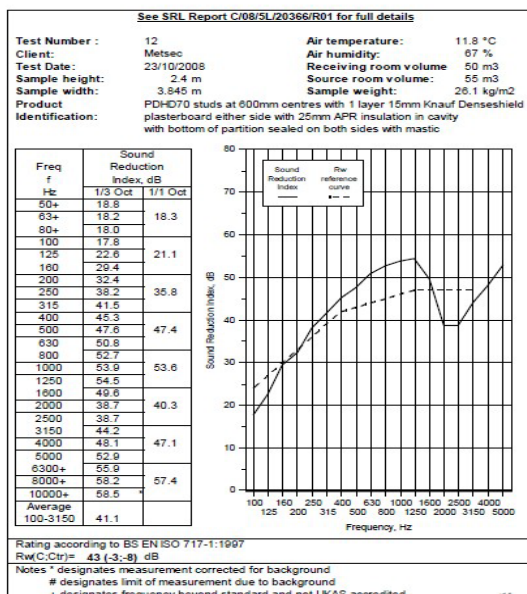 See SRL Report C/08/5L/20366/R01 for full details
Test Number : 12 Air temperature: 11.8 °C
Client: Metsec Air humidity: 67 %
Test Date: 23/10/2008 Receiving room volume 50 m3
Sample height: 2.4 m Source room volume: 55 m3
Sample width: 3.845 m Sample weight: 26.1 kg/m2
Product PDHD70 studs at 600mm centres with 1 layer 15mm Knauf Denseshield
Identification: plasterboard either side with 25mm APR insulation in cavity
with bottom of partition sealed on both sides with mastic
Freq f Hz Sound Reduction Index, dB
1/3 Oct 1/1 Oct
50+ 18.8
63+ 18.2 18.3
80+ 18.0
100 17.8
125 22.6 21.1
160 29.4
200 32.4
250 38.2 35.8
315 41.5
400 45.3
500 47.6 47.4
630 50.8
800 52.7
1000 53.9 53.6
1250 54.5
1600 49.6
2000 38.7 40.3
2500 38.7
3150 44.2
4000 48.1 47.1
5000 52.9
6300+ 55.9
8000+ 58.2 57.4
10000+ 58.5 *
Average
100-3150 41.1
Sound Reduction Index
Rw reference curve
Sound Reduction Index, dB
80
70
60
50
40
30
20
10
0
100 160 250 400 630 1000 1600 2500 4000
125 200 315 500 800 1250 2000 3150 5000
Frequency, Hz
Rating according to BS EN ISO 717-1:1997
Rw(C;Ctr)= 43 (-3;-8) dB
Notes * designates measurement corrected for background
# designates limit of measurement due to background
+ designates frequency beyond standard and not UKAS accredited